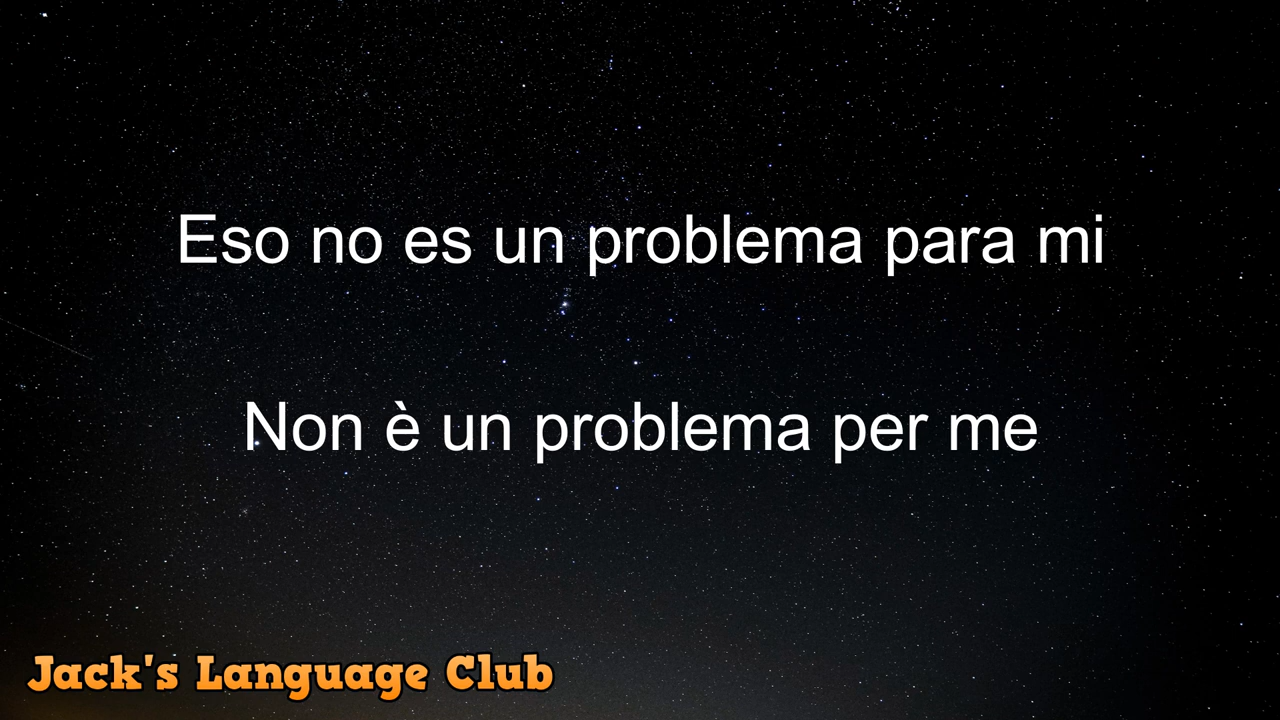 Eso no es un problema para mi
Non è un problema per me
Jack's Language Club